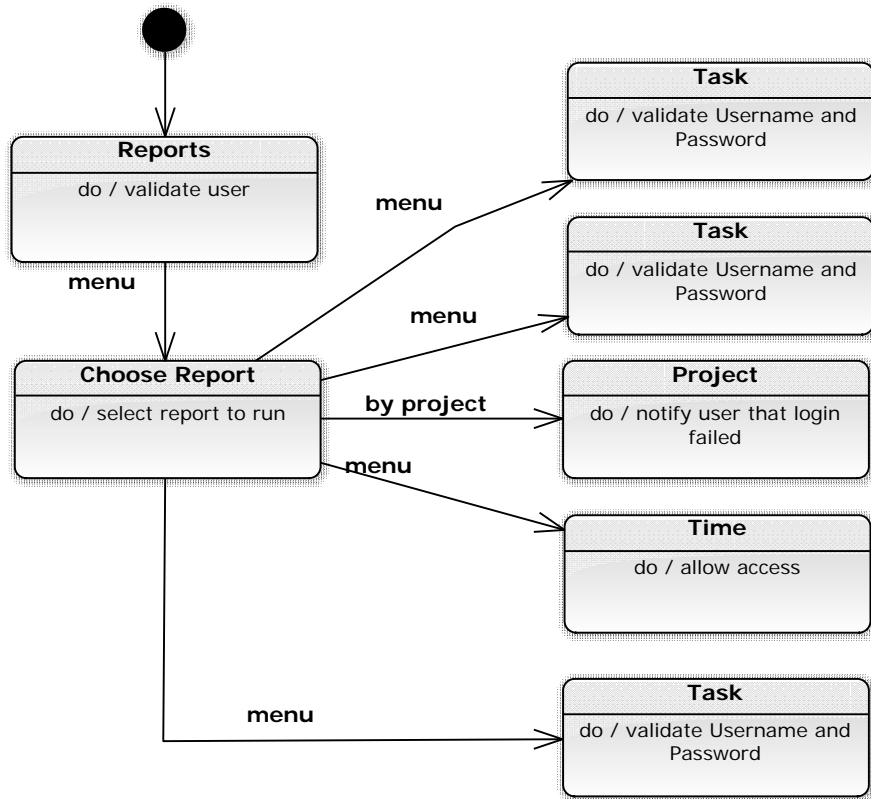 Task
do / validate Username and
Password
Reports
do / validate user
menu
Task
do / validate Username and
Password
menu
menu
Choose Report
do / select report to run
by project
Project
do / notify user that login
failed
menu
Time
do / allow access
Task
do / validate Username and
Password
menu